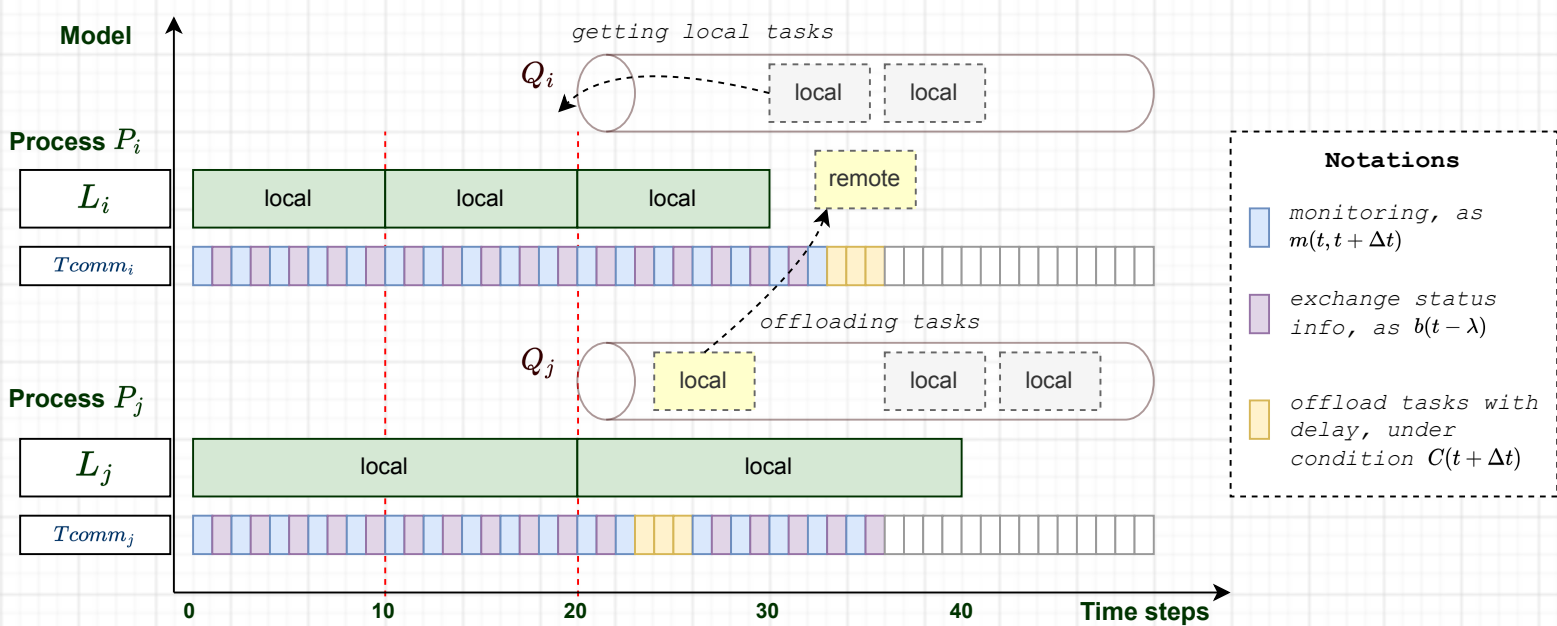 Model
getting local tasks
Q_i
local local
Process P_i
remote
L_i
local local local
Tcomm_i
offloading tasks
Q_j
local local local
Process P_j
L_j
local local
Tcomm_j
0 10 20 30 40 Time steps
Notations
monitoring, as
m(t, t + Δt)
exchange status
info, as b(t − λ)
offload tasks with
delay, under
condition C(t + Δt)